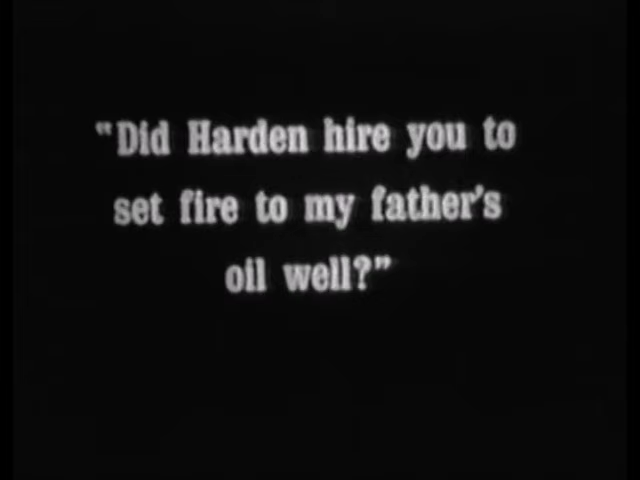 "Did Harden hire you to
set fire to my father's
oil well?"